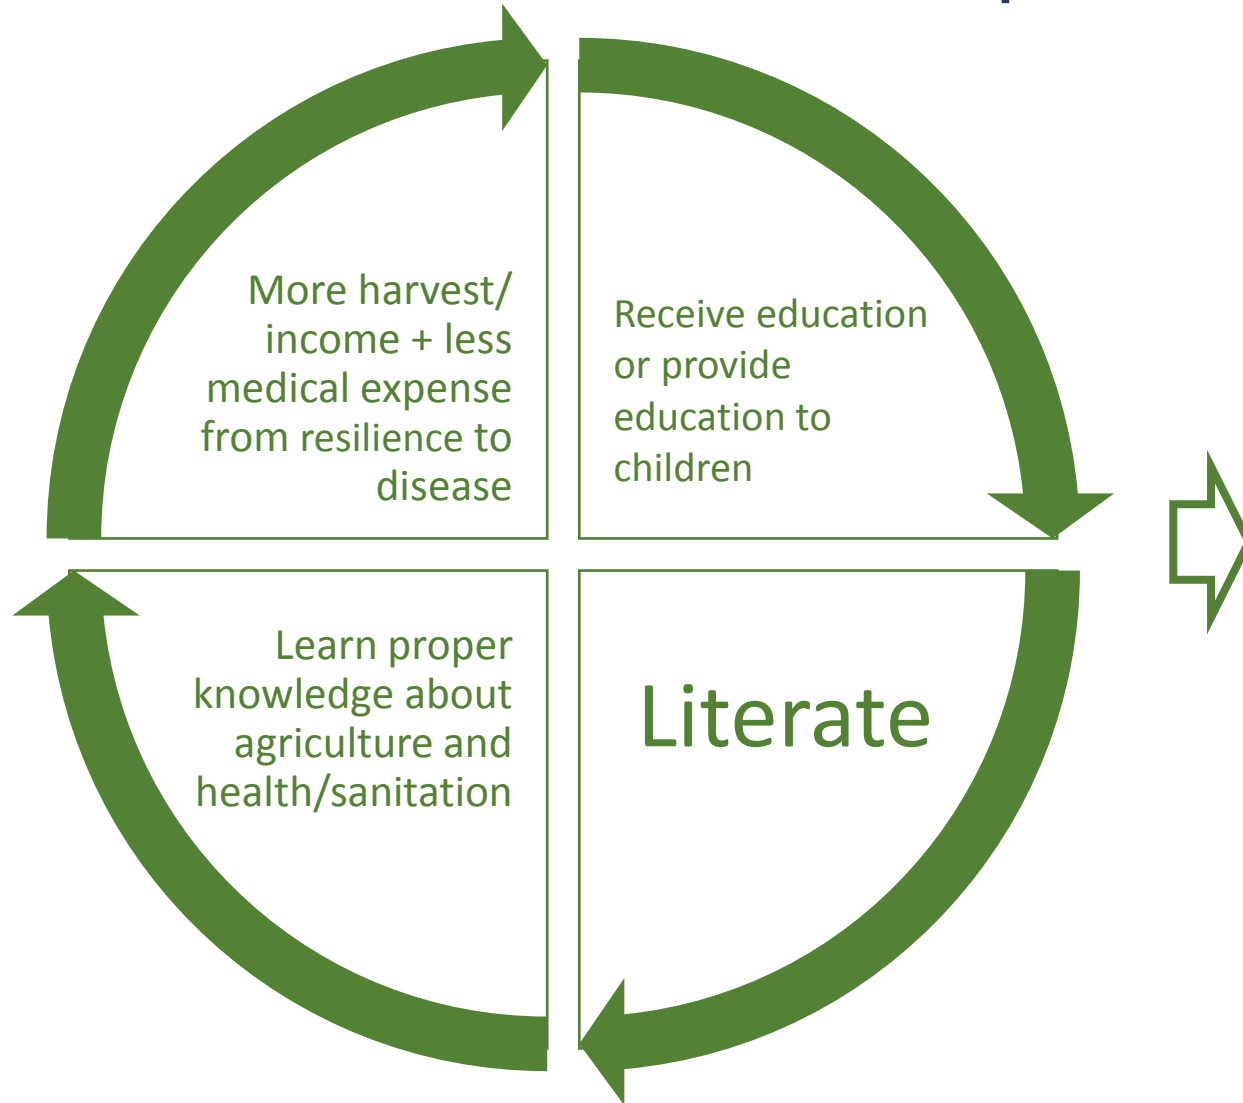 More harvest/
income + less
medical expense
from resilience to
disease
Receive education
or provide
education to
children
Learn proper
knowledge about
agriculture and
health/sanitation
Literate